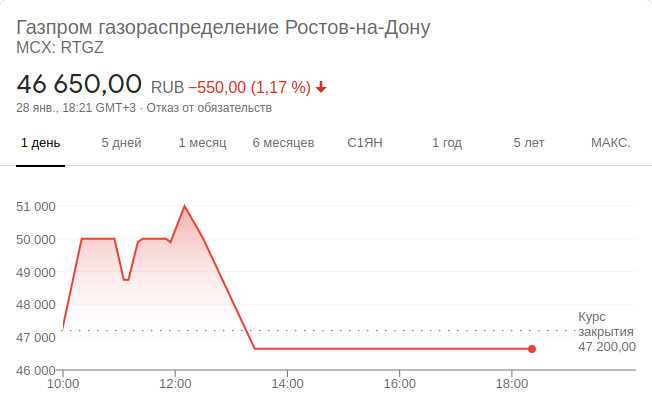 Газпром газораспределение Ростов-на-Дону
MCX: RTGZ
46 650,00 RUB −550,00 (1,17 %)
28 янв., 18:21 GMT+3 · Отказ от обязательств
1 день 5 дней 1 месяц 6 месяцев С1ЯН 1 год 5 лет МАКС.
51 000
50 000
49 000
48 000
47 000
46 000
Курс
закрытия
47 200,00
10:00 12:00 14:00 16:00 18:00